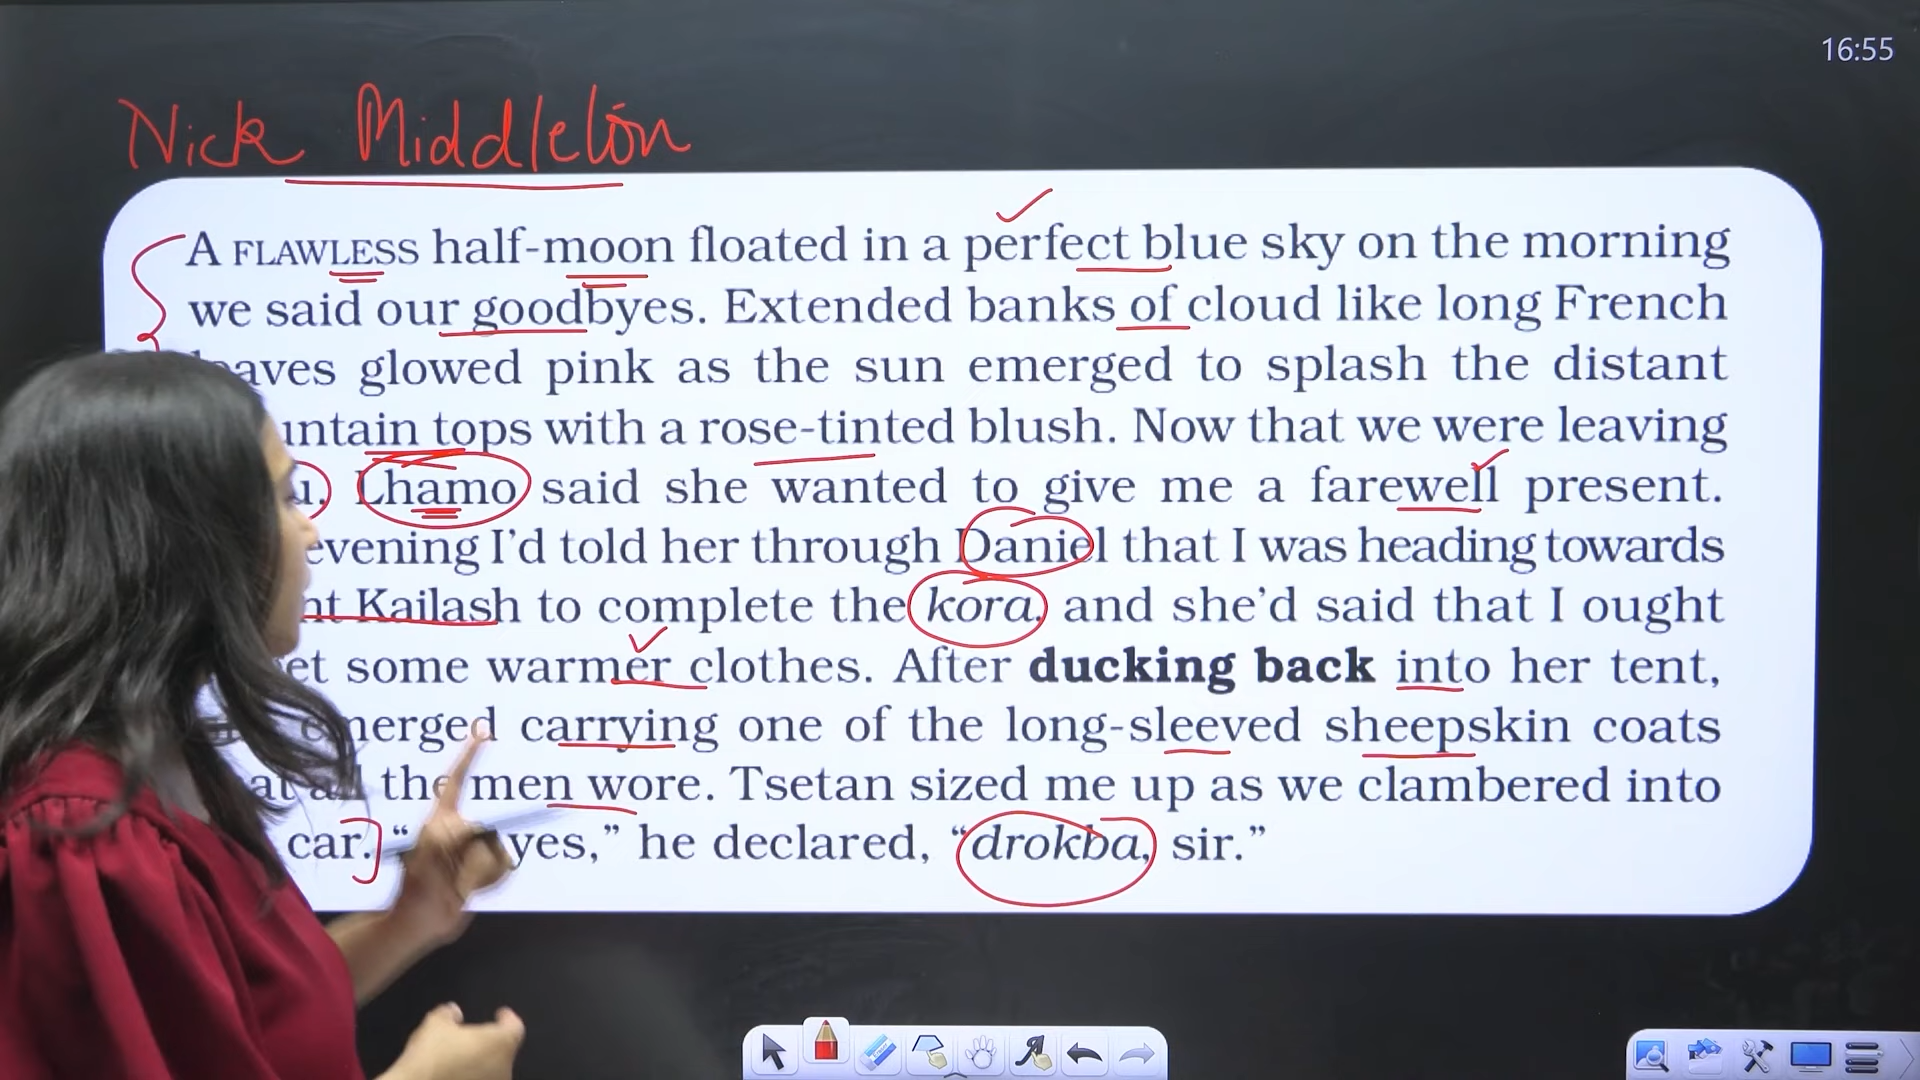 16:55
Nick Middleton
A FLAWLESS half-moon floated in a perfect blue sky on the morning
we said our goodbyes. Extended banks of cloud like long French
eaves glowed pink as the sun emerged to splash the distant
untain tops with a rose-tinted blush. Now that we were leaving
u, Lhamo said she wanted to give me a farewell present.
evening I'd told her through Daniel that I was heading towards
nt Kailash to complete the kora, and she'd said that I ought
et some warmer clothes. After ducking back into her tent,
emerged carrying one of the long-sleeved sheepskin coats
at all the men wore. Tsetan sized me up as we clambered into
car. “ yes,” he declared, “drokba, sir.”